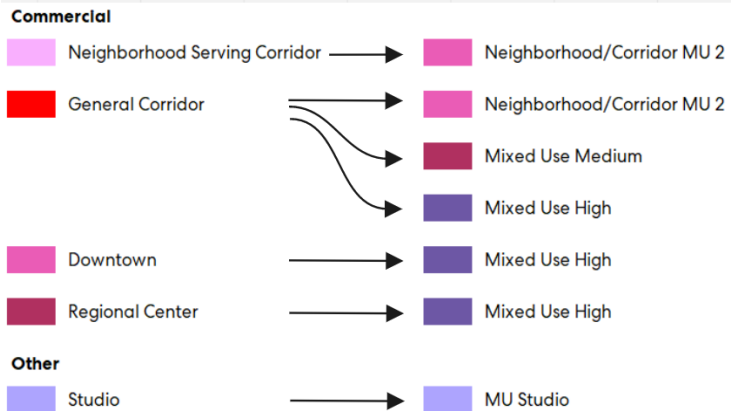 Commercial
Neighborhood Serving Corridor Neighborhood/Corridor MU 2
General Corridor Neighborhood/Corridor MU 2
Mixed Use Medium
Mixed Use High
Downtown Mixed Use High
Regional Center Mixed Use High
Other
Studio MU Studio